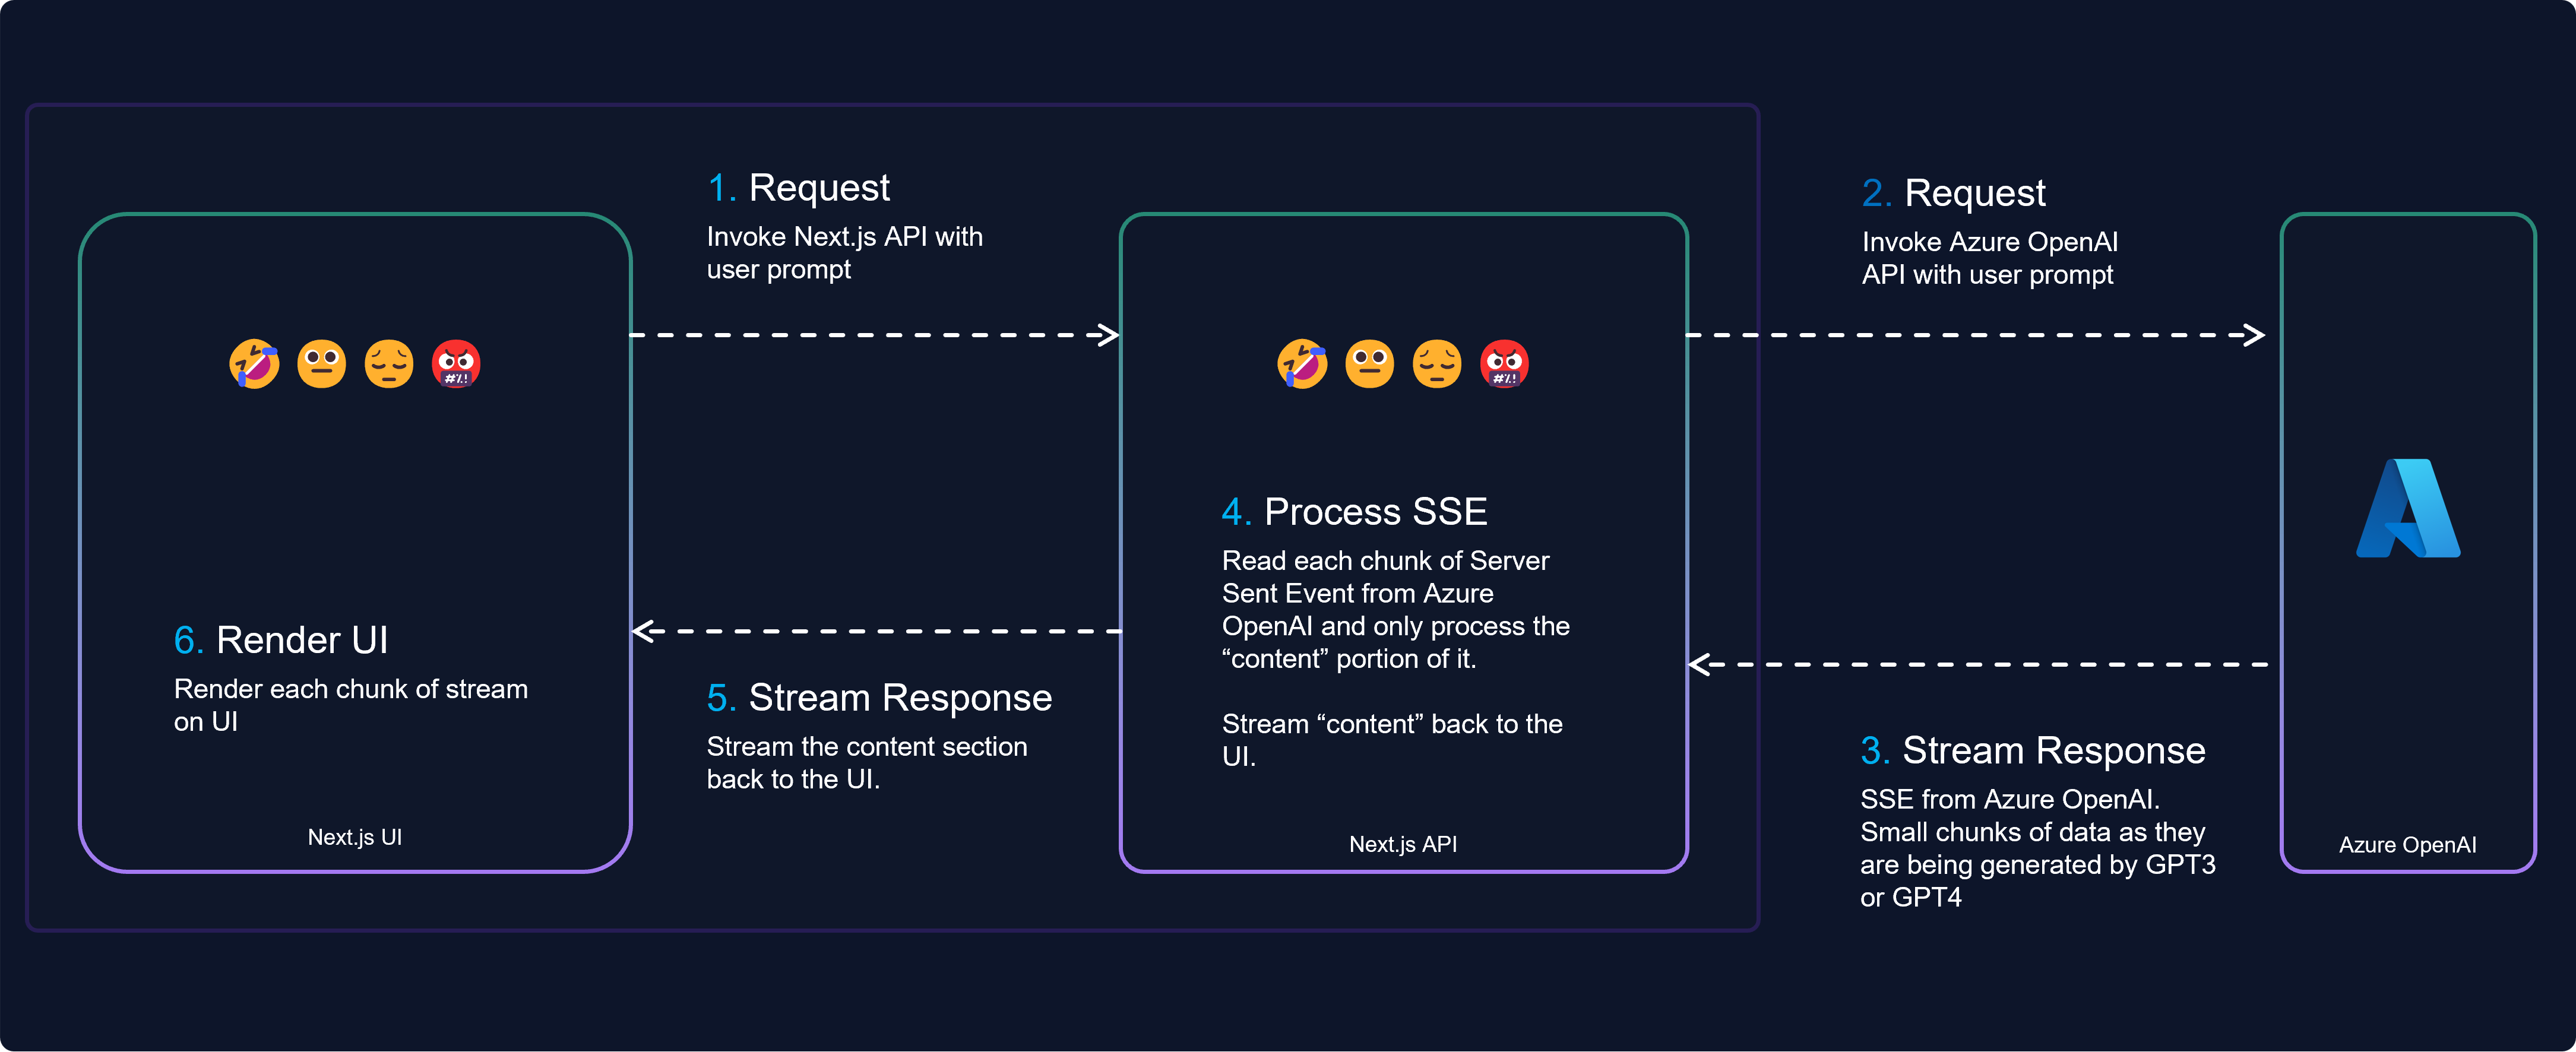 1. Request
Invoke Next.js API with
user prompt
2. Request
Invoke Azure OpenAI
API with user prompt
#%!
#%!
4. Process SSE
Read each chunk of Server
Sent Event from Azure
OpenAI and only process the
“content” portion of it.
Stream “content” back to the
UI.
6. Render UI
Render each chunk of stream
on UI
5. Stream Response
Stream the content section
back to the UI.
3. Stream Response
SSE from Azure OpenAI.
Small chunks of data as they
are being generated by GPT3
or GPT4
Next.js UI
Next.js API
Azure OpenAI